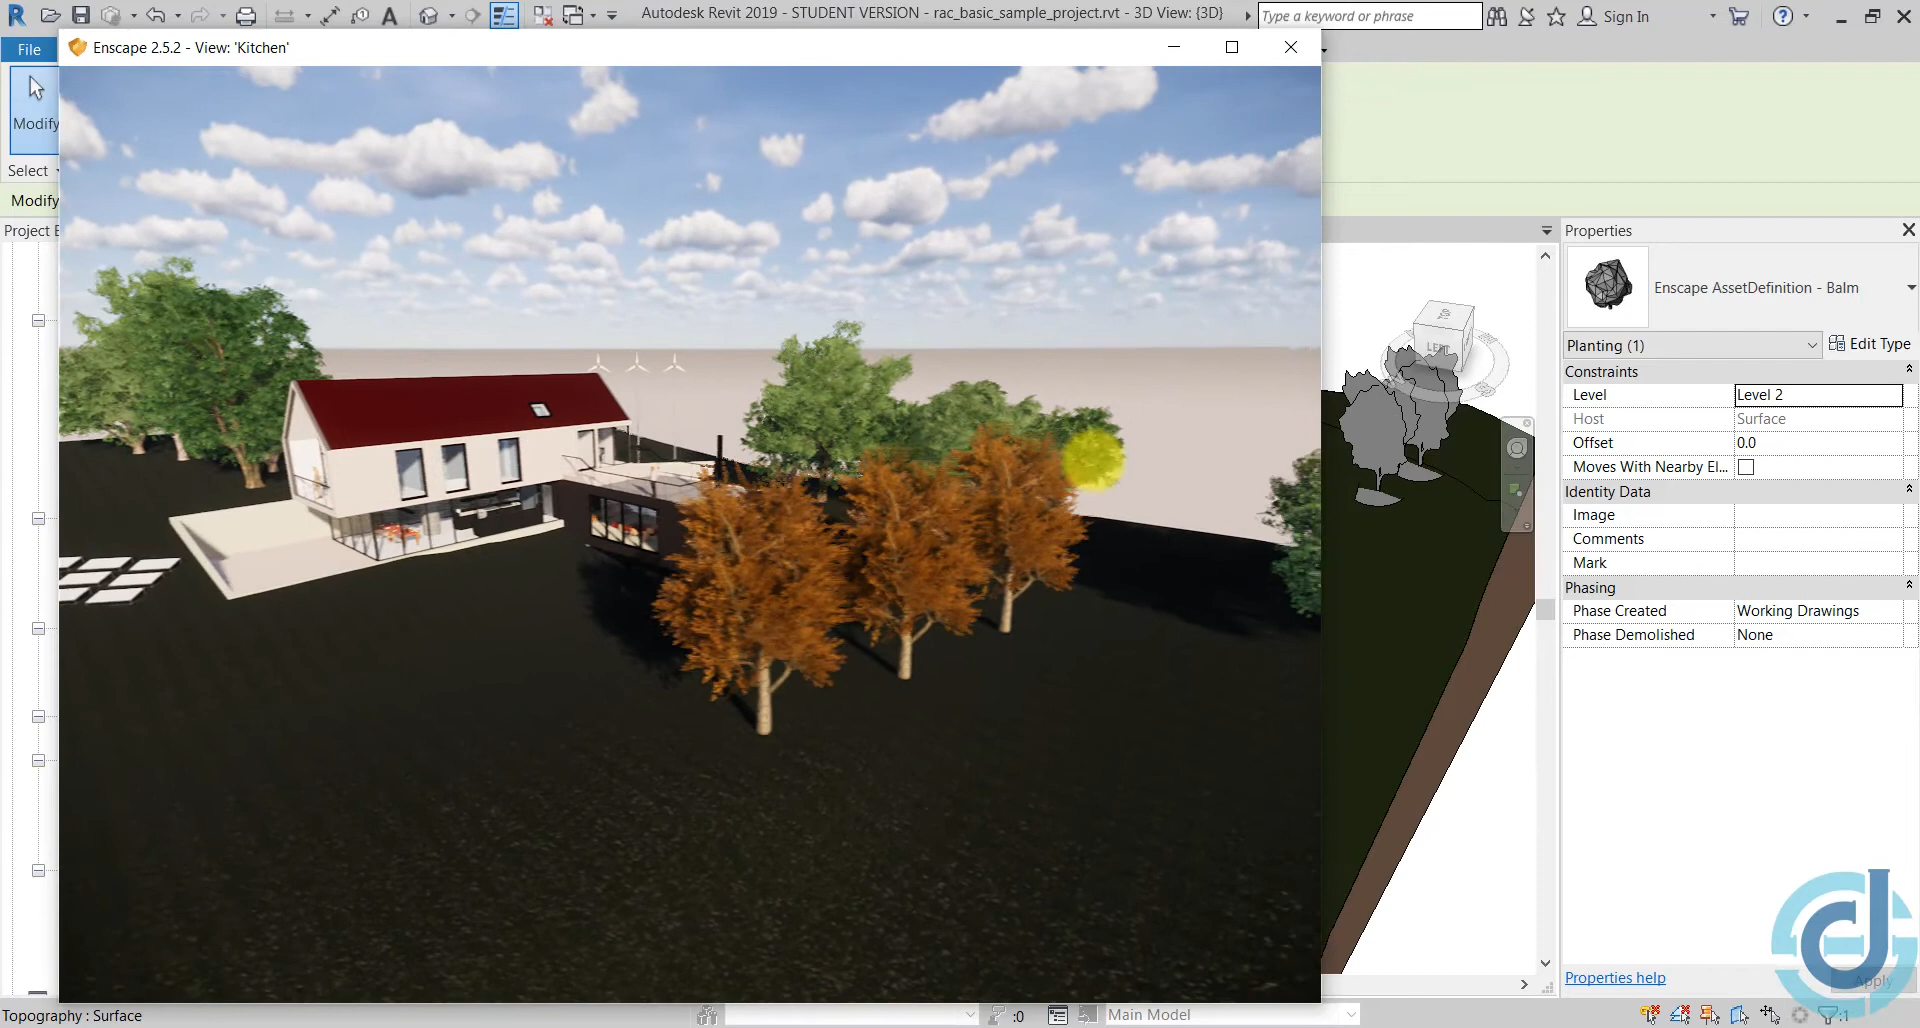 Autodesk Revit 2019 - STUDENT VERSION - rac_basic_sample_project.rvt - 3D View: {3D}
Type a keyword or phrase
Sign In
File
Enscape 2.5.2 - View: 'Kitchen'
Modify
Select
Modify
Project
Properties
Enscape AssetDefinition - Balm
Planting (1)
Edit Type
Constraints
Level
Level 2
Host
Surface
Offset
0.0
Moves With Nearby El...
Identity Data
Image
Comments
Mark
Phasing
Phase Created
Working Drawings
Phase Demolished
None
TOP
LEFT
Properties help
Apply
Topography : Surface
:0
Main Model
:1